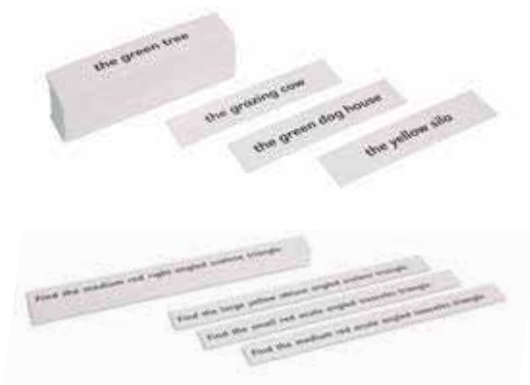 the green tree
the grazing cow
the green dog house
the yellow silo
Find the medium red right angled scalene triangle.
Find the large yellow obtuse angled scalene triangle.
Find the small red acute angled isosceles triangle.
Find the medium red acute angled isosceles triangle.